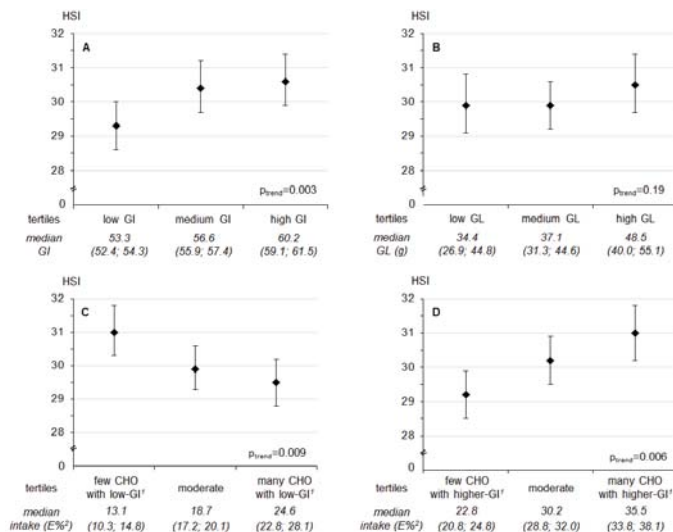 HSI
HSI
32
A
32
B
31
31
30
30
29
29
28
28
0
ptrend=0.003
0
ptrend=0.19
tertiles low GI medium GI high GI
tertiles low GL medium GL high GL
median 53.3 56.6 60.2
median 34.4 37.1 48.5
GI (52.4; 54.3) (55.9; 57.4) (59.1; 61.5)
GL (g) (26.9; 44.8) (31.3; 44.6) (40.0; 55.1)
HSI
HSI
32
C
32
D
31
31
30
30
29
29
28
28
0
ptrend=0.009
0
ptrend=0.006
tertiles few CHO moderate many CHO
with low-GI† with low-GI†
tertiles few CHO moderate many CHO
with higher-GI† with higher-GI†
median 13.1 18.7 24.6
median 22.8 30.2 35.5
intake (E%²) (10.3; 14.8) (17.2; 20.1) (22.8; 28.1)
intake (E%²) (20.8; 24.8) (28.8; 32.0) (33.8; 38.1)